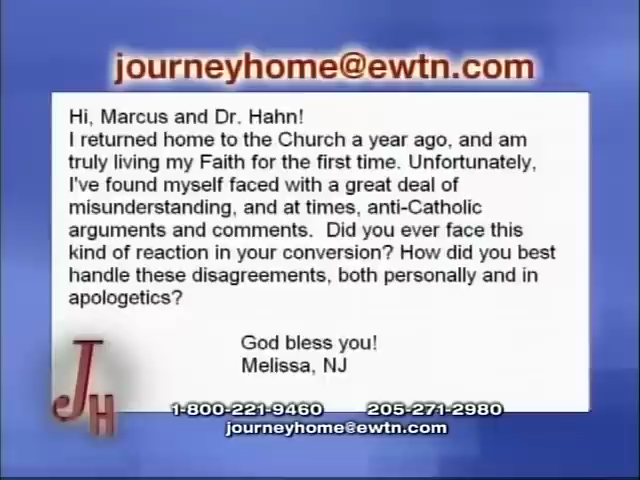 journeyhome@ewtn.com
Hi, Marcus and Dr. Hahn!
I returned home to the Church a year ago, and am
truly living my Faith for the first time. Unfortunately,
I've found myself faced with a great deal of
misunderstanding, and at times, anti-Catholic
arguments and comments.  Did you ever face this
kind of reaction in your conversion? How did you best
handle these disagreements, both personally and in
apologetics?
God bless you!
Melissa, NJ
JH
1-800-221-9460 205-271-2980
journeyhome@ewtn.com